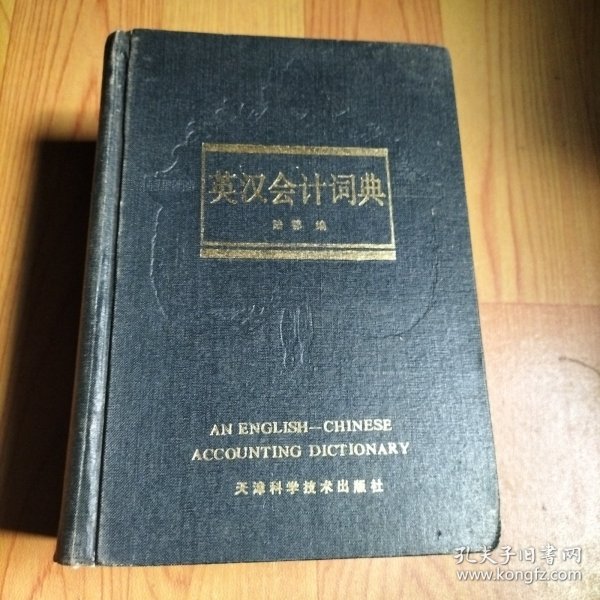 英汉会计词典
编
AN ENGLISH—CHINESE
ACCOUNTING DICTIONARY
天津科学技术出版社
孔夫子旧书网
www.kongfz.com